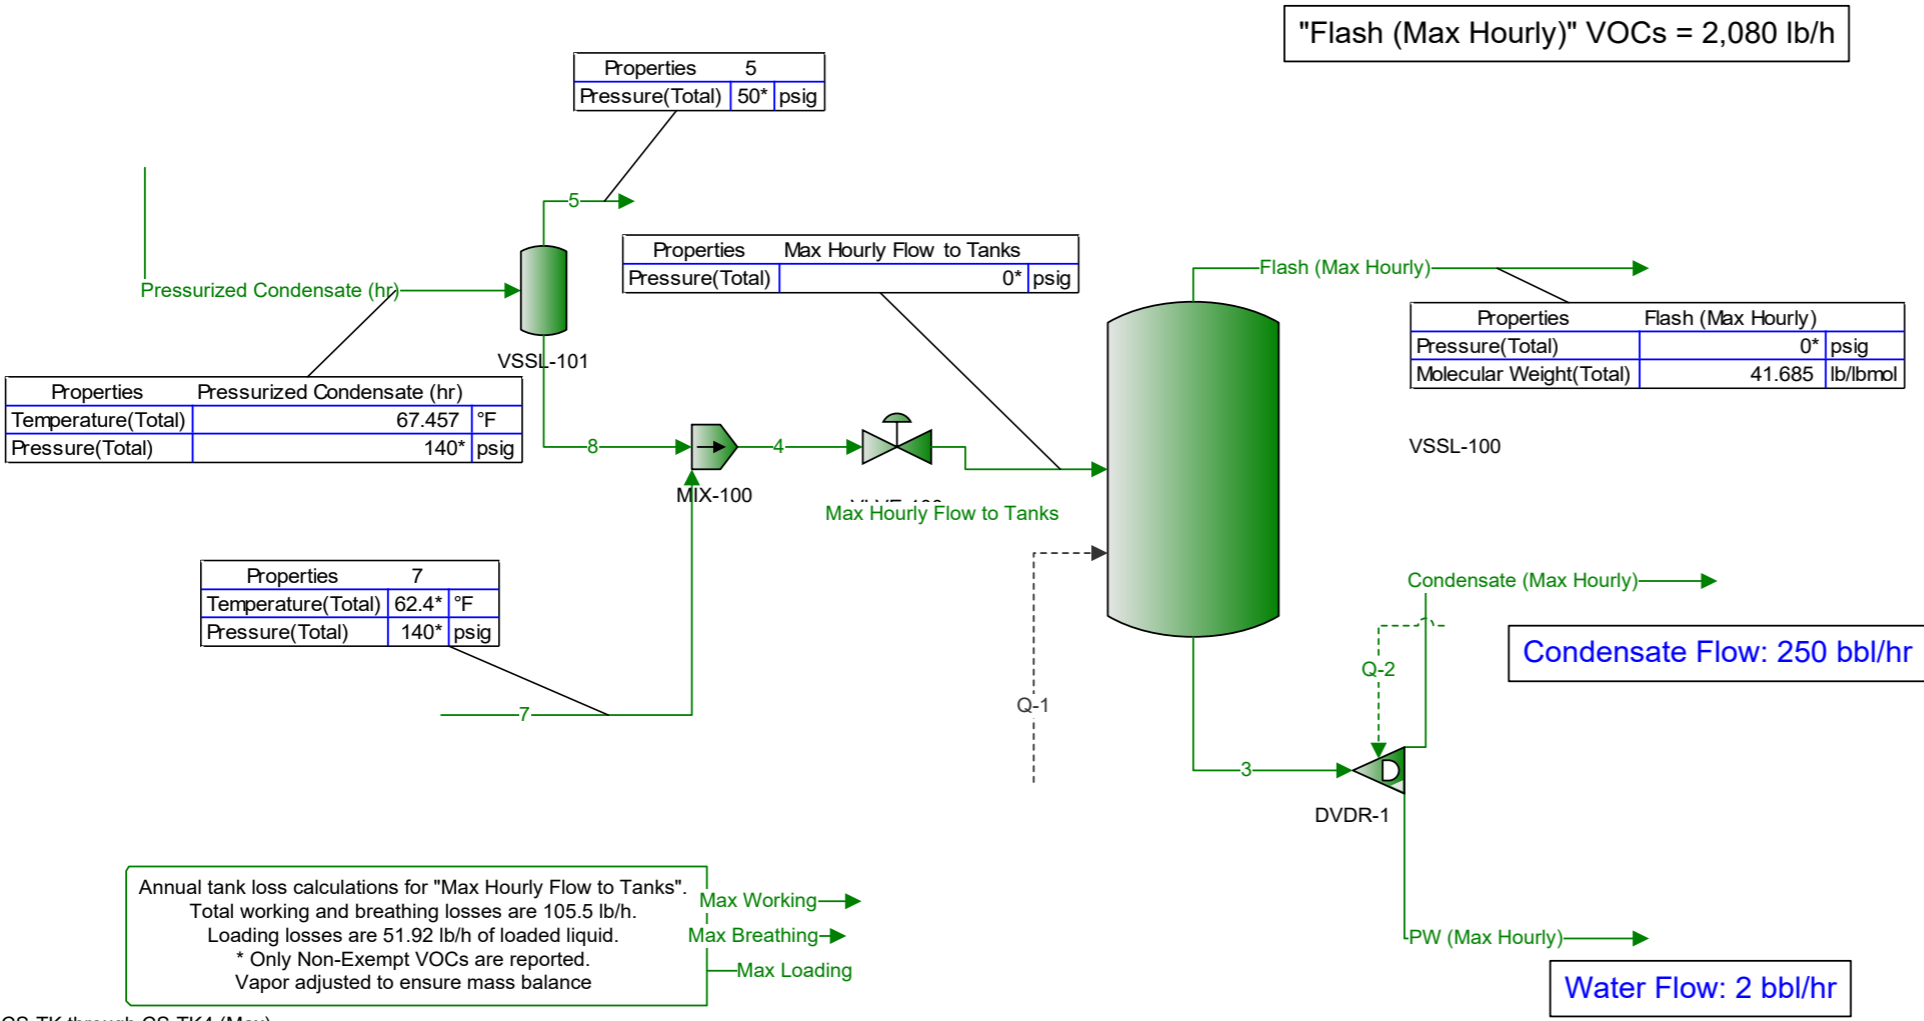 "Flash (Max Hourly)" VOCs = 2,080 lb/h
Properties 5
Pressure(Total) 50* psig
5
Properties Max Hourly Flow to Tanks
Pressure(Total) 0* psig
Flash (Max Hourly)
Pressurized Condensate (hr)
Properties Flash (Max Hourly)
Pressure(Total) 0* psig
Molecular Weight(Total) 41.685 lb/lbmol
VSSL-101
Properties Pressurized Condensate (hr)
Temperature(Total) 67.457 °F
Pressure(Total) 140* psig
8
4
VSSL-100
MIX-100
Max Hourly Flow to Tanks
Properties 7
Temperature(Total) 62.4* °F
Pressure(Total) 140* psig
Condensate (Max Hourly)
Condensate Flow: 250 bbl/hr
Q-2
Q-1
7
3
DVDR-1
Annual tank loss calculations for "Max Hourly Flow to Tanks".
Total working and breathing losses are 105.5 lb/h.
Loading losses are 51.92 lb/h of loaded liquid.
* Only Non-Exempt VOCs are reported.
Vapor adjusted to ensure mass balance
Max Working
Max Breathing
Max Loading
PW (Max Hourly)
Water Flow: 2 bbl/hr